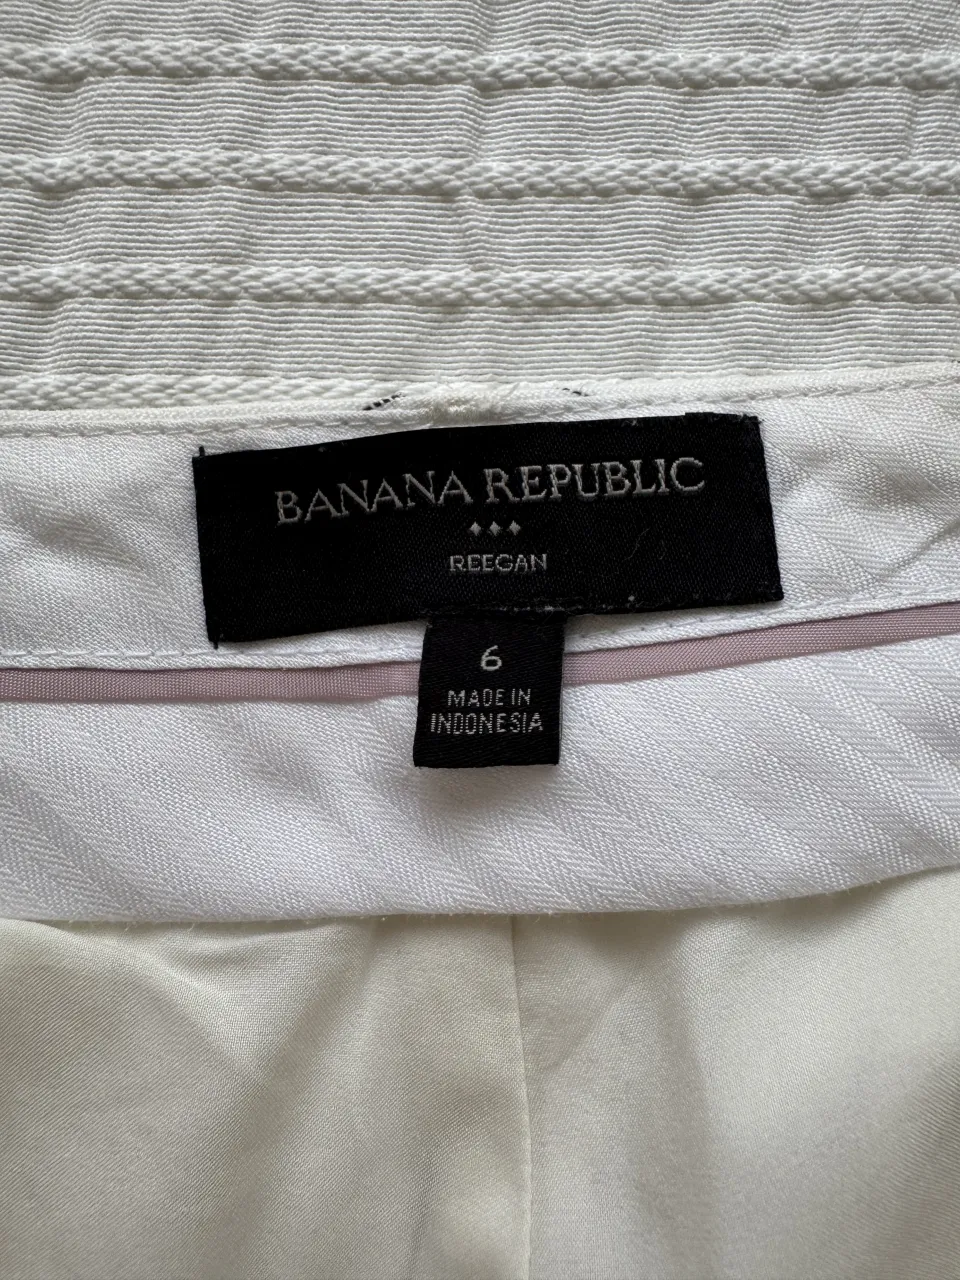 BANANA REPUBLIC
REEGAN
6
MADE IN
INDONESIA